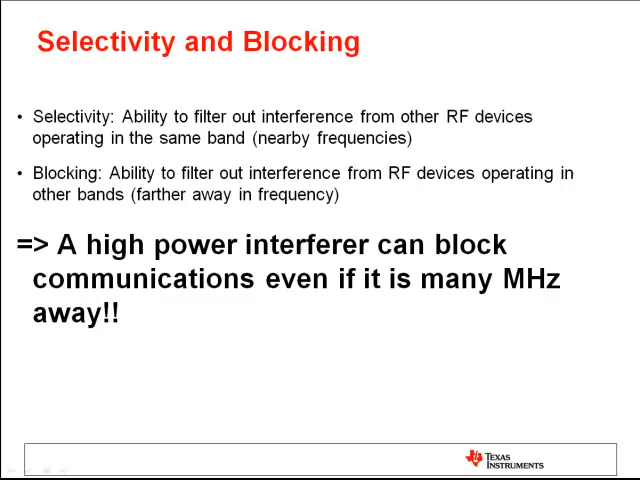 Selectivity and Blocking
• Selectivity: Ability to filter out interference from other RF devices
operating in the same band (nearby frequencies)
• Blocking: Ability to filter out interference from RF devices operating in
other bands (farther away in frequency)
=> A high power interferer can block
communications even if it is many MHz
away!!
TEXAS
INSTRUMENTS